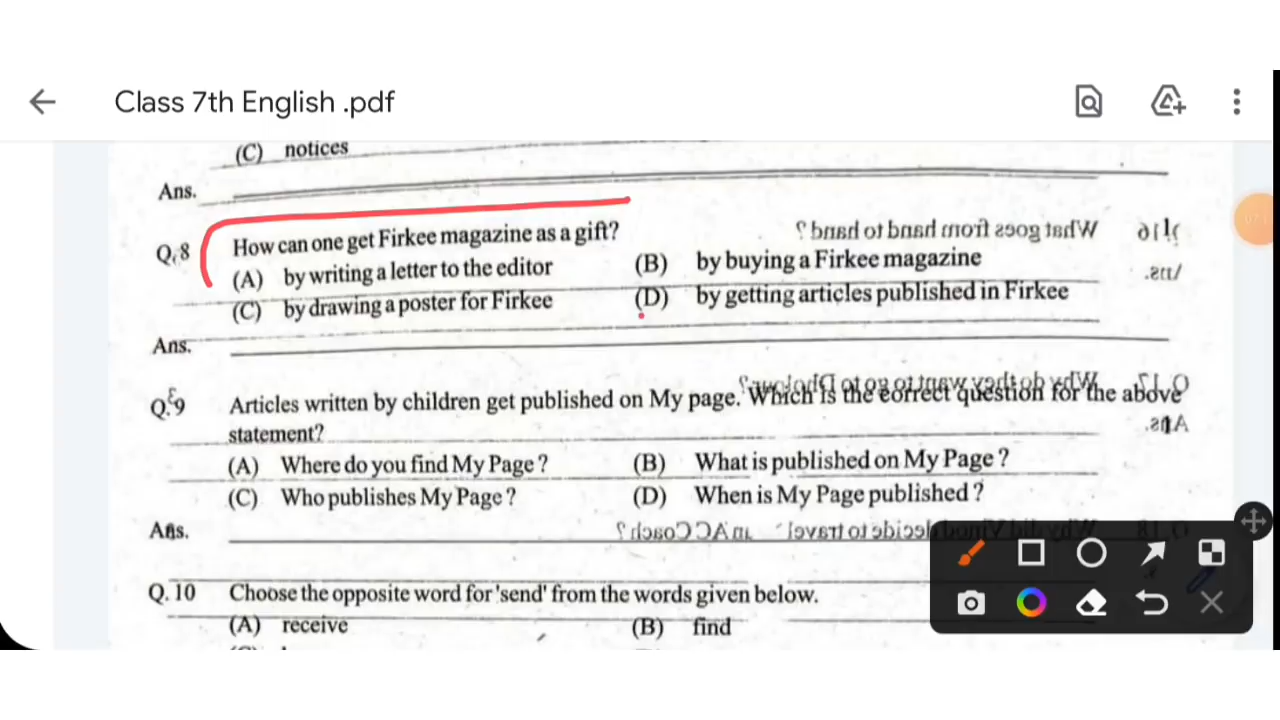 Class 7th English .pdf
(C) notices
Ans.
Q.8 How can one get Firkee magazine as a gift?
(A) by writing a letter to the editor (B) by buying a Firkee magazine
(C) by drawing a poster for Firkee (D) by getting articles published in Firkee
Ans.
Q.9 Articles written by children get published on My page. Which is the correct question for the above
statement?
(A) Where do you find My Page ? (B) What is published on My Page ?
(C) Who publishes My Page ? (D) When is My Page published ?
Ans.
Q. 10 Choose the opposite word for 'send' from the words given below.
(A) receive (B) find